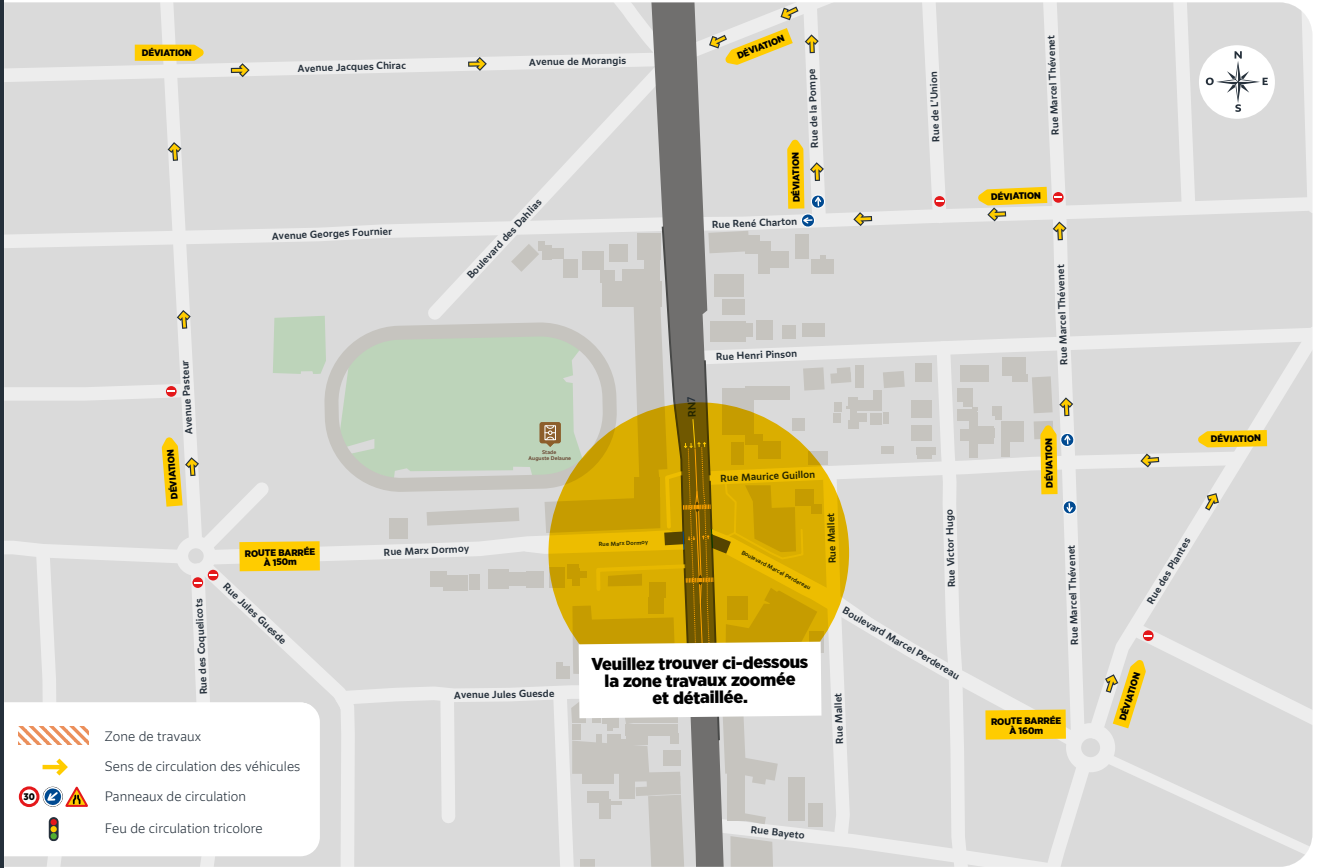 DÉVIATION
Avenue Jacques Chirac
Avenue de Morangis
DÉVIATION
Rue de la Pompe
Rue de L'Union
Rue Marcel Thévenet
N
O
E
S
DÉVIATION
DÉVIATION
Rue René Charton
Avenue Georges Fournier
Boulevard des Dahlias
Rue Marcel Thévenet
Rue Henri Pinson
Avenue Pasteur
RN7
Stade
Auguste Delaune
DÉVIATION
DÉVIATION
DÉVIATION
Rue Maurice Guillon
Rue Mallet
Rue Victor Hugo
Rue Marx Dormoy
Rue Marx Dormoy
Boulevard Marcel Perdereau
ROUTE BARRÉE
À 150m
Rue Marcel Thévenet
Rue des Plantes
Rue des Coquelicots
Rue Jules Guesde
Boulevard Marcel Perdereau
Veuillez trouver ci-dessous
la zone travaux zoomée
et détaillée.
Avenue Jules Guesde
Rue Mallet
DÉVIATION
ROUTE BARRÉE
À 160m
Rue Bayeto
Zone de travaux
Sens de circulation des véhicules
30
Panneaux de circulation
Feu de circulation tricolore